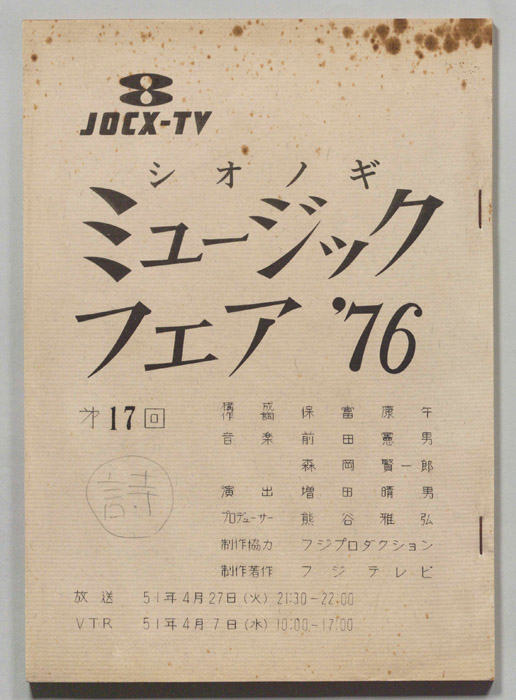 JOCX-TV
シオノギ
ミュージック
フェア '76
第17回
詩
構成 保富康午
音楽 前田憲男
森岡賢一郎
演出 増田晴男
プロデューサー 熊谷雅弘
制作協力 フジプロダクション
制作著作 フジテレビ
放送 51年4月27日(火) 21:30-22:00
VTR 51年4月7日(水) 10:00-17:00